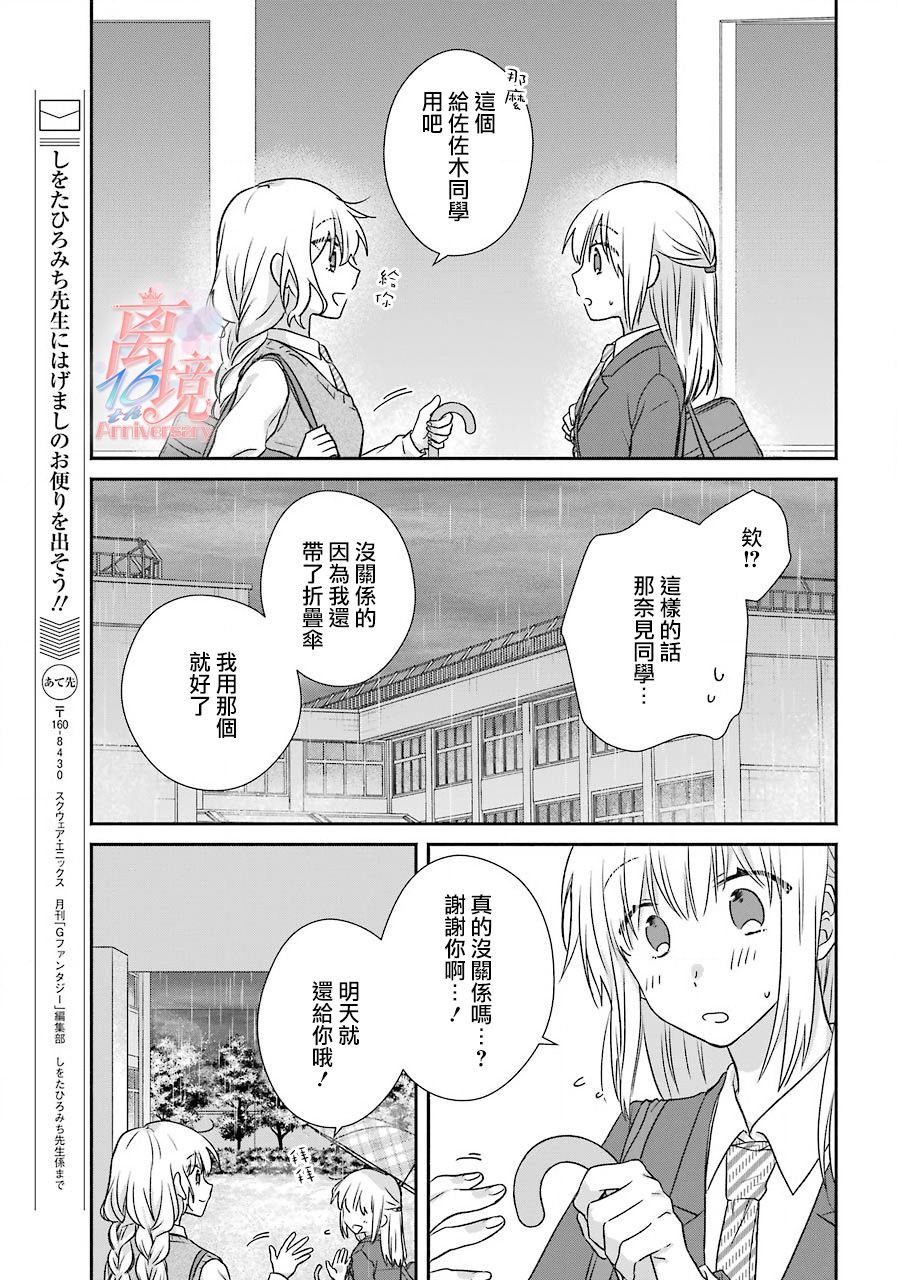 那麼
這個
給佐佐木同學
用吧
給你
欸!?
這樣的話
那奈見同學…
沒關係的
因為我還
帶了折疊傘
我用那個
就好了
真的沒關係嗎…?
謝謝你啊…!
明天就
還給你哦!
拜拜
离境
16th
Anniversary
しをたひろみち先生にはげましのお便りを出そう!!
あて先
〒160-8430 スクウェア・エニックス 月刊「Gファンタジー」編集部 しをたひろみち先生係まで